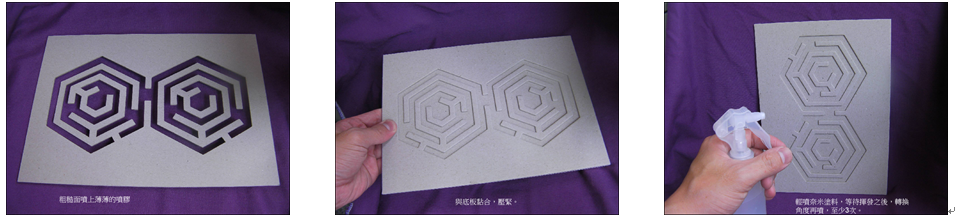 粗糙面噴上薄薄的噴膠
與底板黏合，壓緊。
輕噴奈米塗料，等待揮發之後，轉換
角度再噴，至少3次。